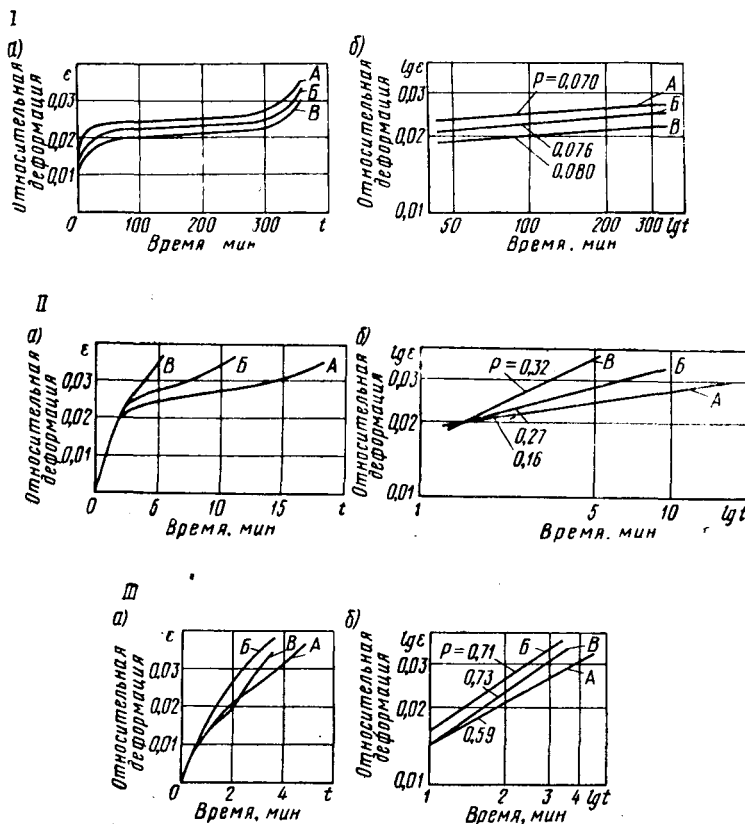 I
а)
Относительная
деформация
ε
0,03
0,02
0,01
А
Б
В
0 100 200 300 t
Время, мин
б)
Относительная
деформация
lgε
0,03
0,02
0,01
P=0,070
А
Б
В
0,076
0,080
50 100 200 300 lgt
Время, мин
II
а)
Относительная
деформация
ε
0,03
0,02
0,01
В
Б
А
0 5 10 15 t
Время, мин
б)
Относительная
деформация
lgε
0,03
0,02
0,01
P=0,32
В
Б
А
0,27
0,16
1 5 10 lgt
Время, мин
III
а)
Относительная
деформация
ε
0,03
0,02
0,01
Б
В
А
0 2 4 t
Время, мин
б)
Относительная
деформация
lgε
0,03
0,02
0,01
P=0,71
Б
В
0,73
А
0,59
1 2 3 4 lgt
Время, мин